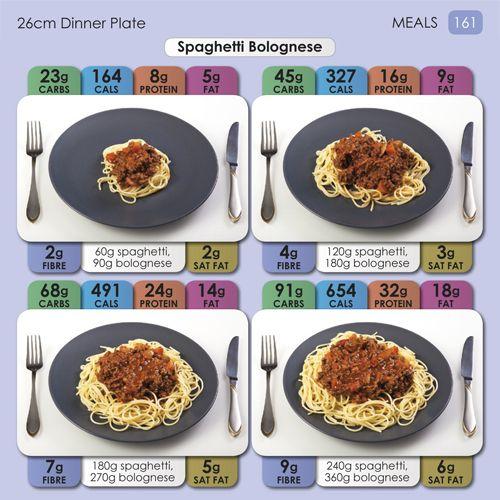 26cm Dinner Plate
MEALS 161
Spaghetti Bolognese
23g CARBS
164 CALS
8g PROTEIN
5g FAT
2g FIBRE
60g spaghetti,
90g bolognese
2g SAT FAT
45g CARBS
327 CALS
16g PROTEIN
9g FAT
4g FIBRE
120g spaghetti,
180g bolognese
3g SAT FAT
68g CARBS
491 CALS
24g PROTEIN
14g FAT
7g FIBRE
180g spaghetti,
270g bolognese
5g SAT FAT
91g CARBS
654 CALS
32g PROTEIN
18g FAT
9g FIBRE
240g spaghetti,
360g bolognese
6g SAT FAT